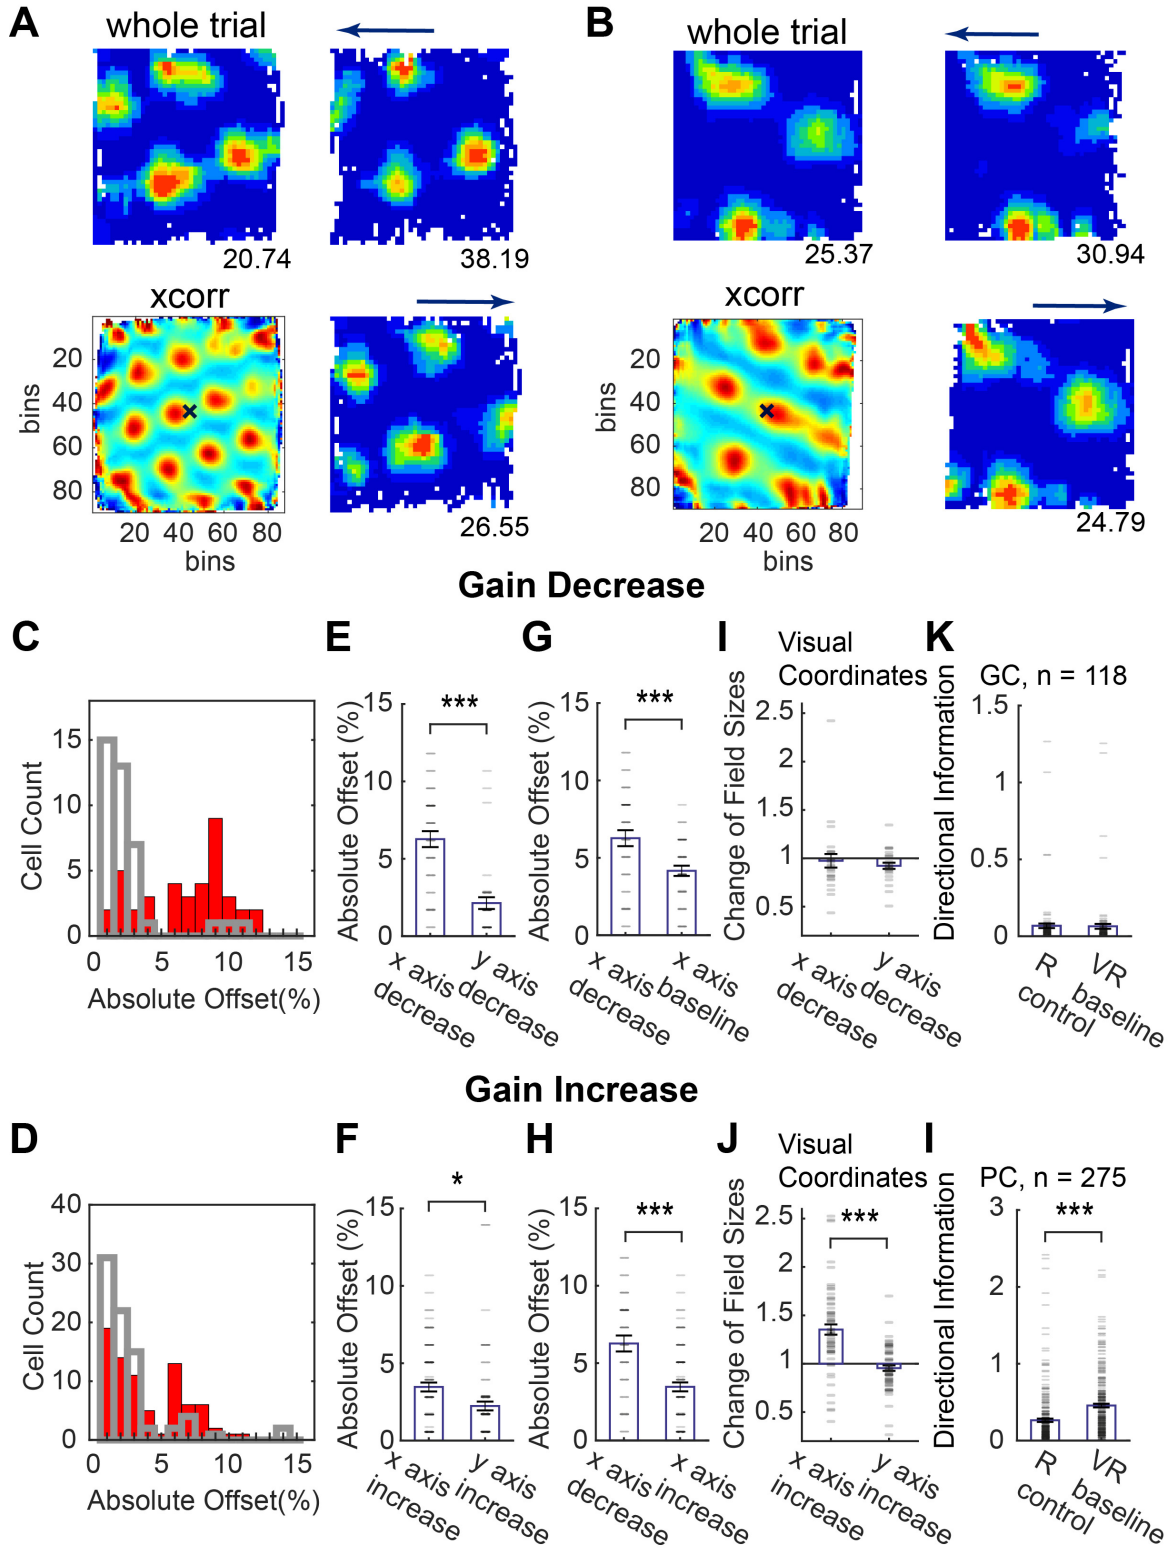 A
whole trial
20.74
38.19
xcorr
20
40
60
80
bins
20 40 60 80
bins
26.55
B
whole trial
25.37
30.94
xcorr
20
40
60
80
bins
20 40 60 80
bins
24.79
Gain Decrease
C
15
10
5
0
Cell Count
0 5 10 15
Absolute Offset(%)
E
15
10
5
0
Absolute Offset (%)
***
x axis
decrease
y axis
decrease
G
15
10
5
0
Absolute Offset (%)
***
x axis
decrease
x axis
baseline
I
Visual
Coordinates
2.5
2
1.5
1
0.5
Change of Field Sizes
x axis
decrease
y axis
decrease
K
GC, n = 118
1.5
1
0.5
0
Directional Information
R
control
VR
baseline
Gain Increase
D
40
30
20
10
0
Cell Count
0 5 10 15
Absolute Offset(%)
F
15
10
5
0
Absolute Offset (%)
*
x axis
increase
y axis
increase
H
15
10
5
0
Absolute Offset (%)
***
x axis
decrease
x axis
increase
J
Visual
Coordinates
2.5
2
1.5
1
0.5
Change of Field Sizes
***
x axis
increase
y axis
increase
I
PC, n = 275
3
2
1
0
Directional Information
***
R
control
VR
baseline